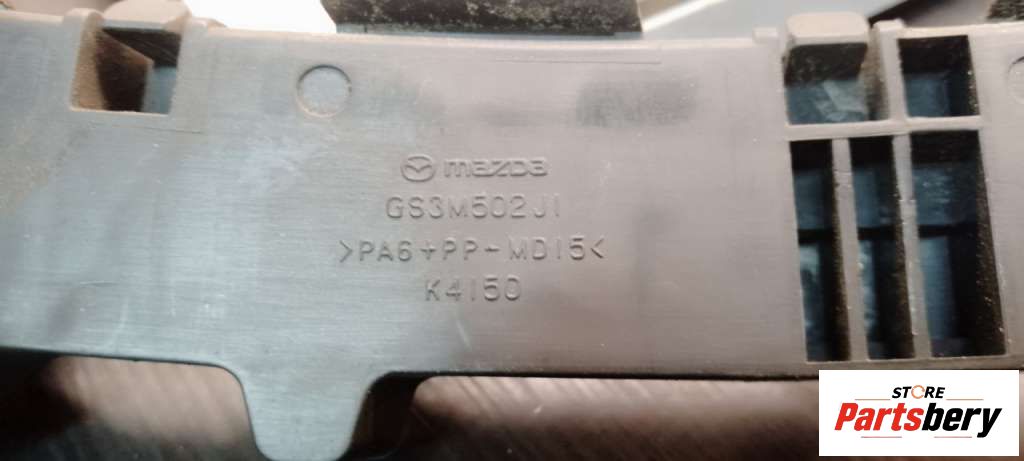 mazda
GS3M502J1
>PA6+PP-MD15<
K4150
STORE
Partsbery